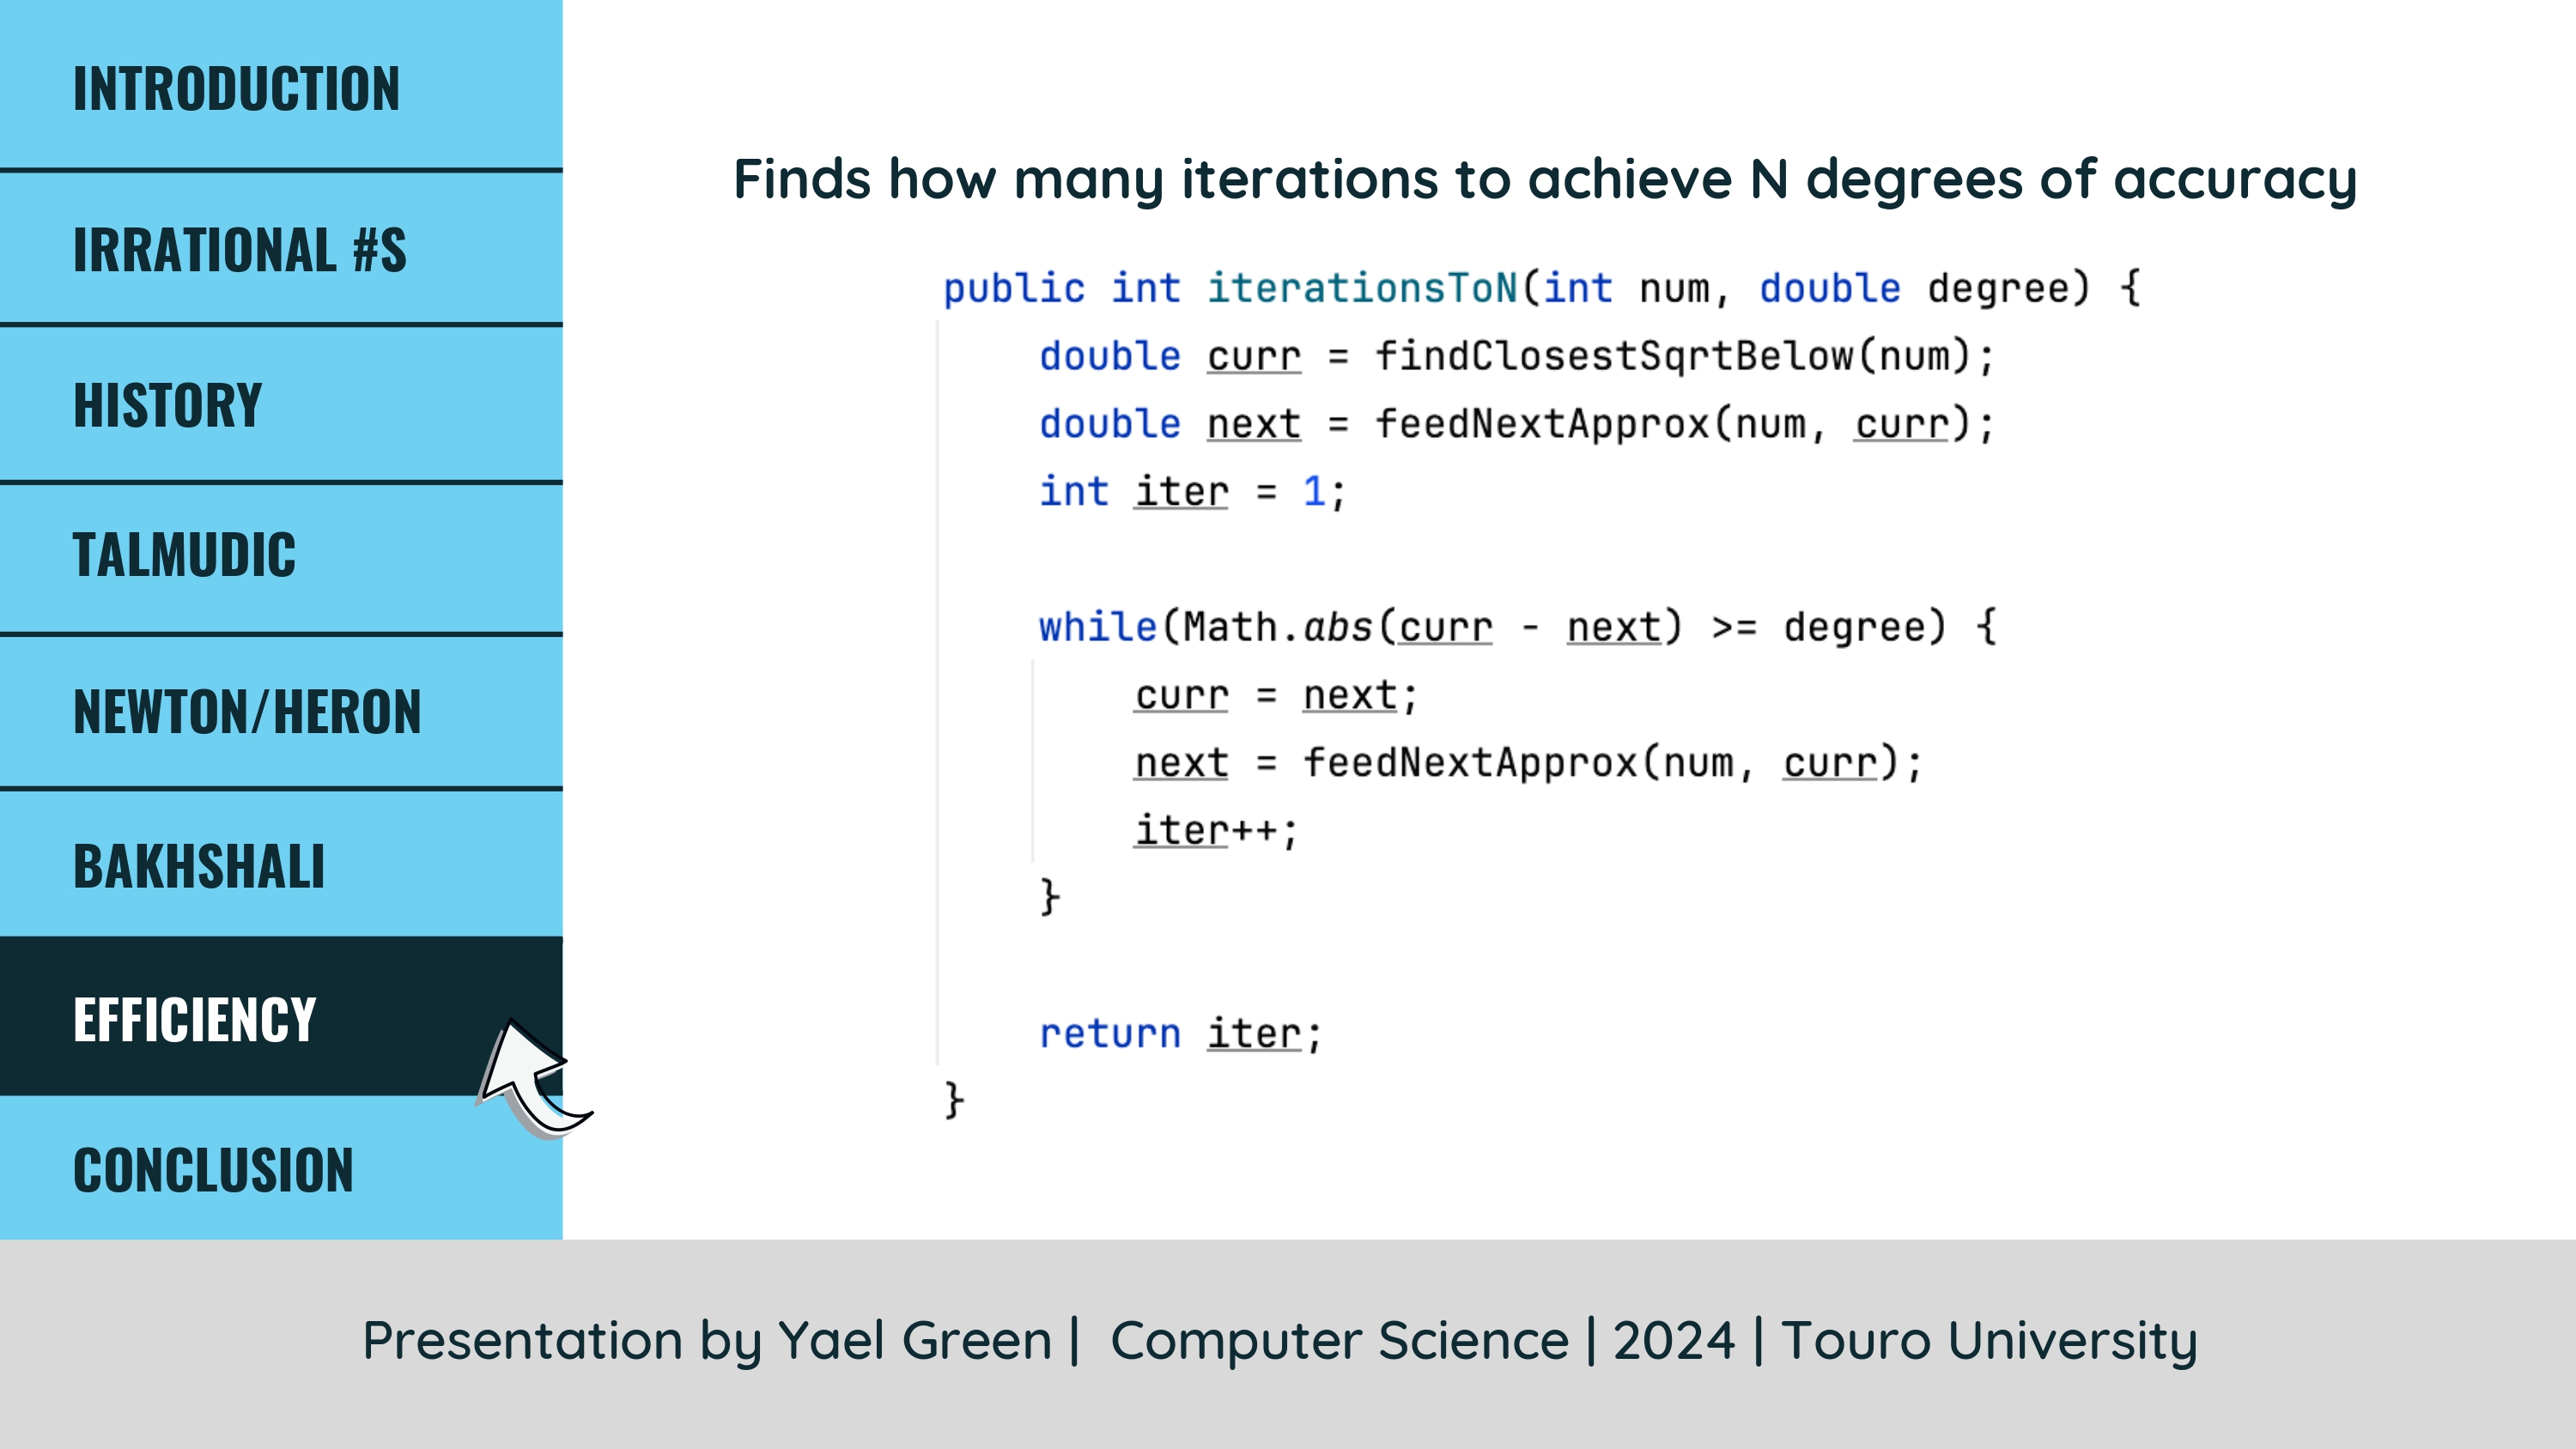 INTRODUCTION
IRRATIONAL #S
HISTORY
TALMUDIC
NEWTON/HERON
BAKHSHALI
EFFICIENCY
CONCLUSION
Finds how many iterations to achieve N degrees of accuracy
public int iterationsToN(int num, double degree) {
    double curr = findClosestSqrtBelow(num);
    double next = feedNextApprox(num, curr);
    int iter = 1;
    while(Math.abs(curr - next) >= degree) {
        curr = next;
        next = feedNextApprox(num, curr);
        iter++;
    }
    return iter;
}
Presentation by Yael Green | Computer Science | 2024 | Touro University